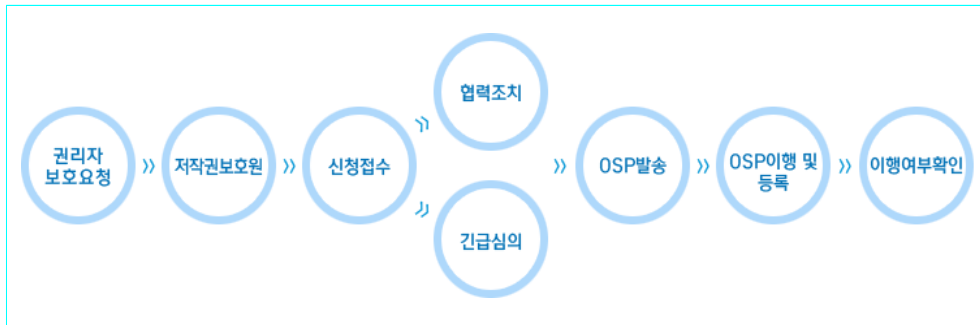 권리자
보호요청
저작권보호원
신청접수
협력조치
긴급심의
OSP발송
OSP이행 및
등록
이행여부확인